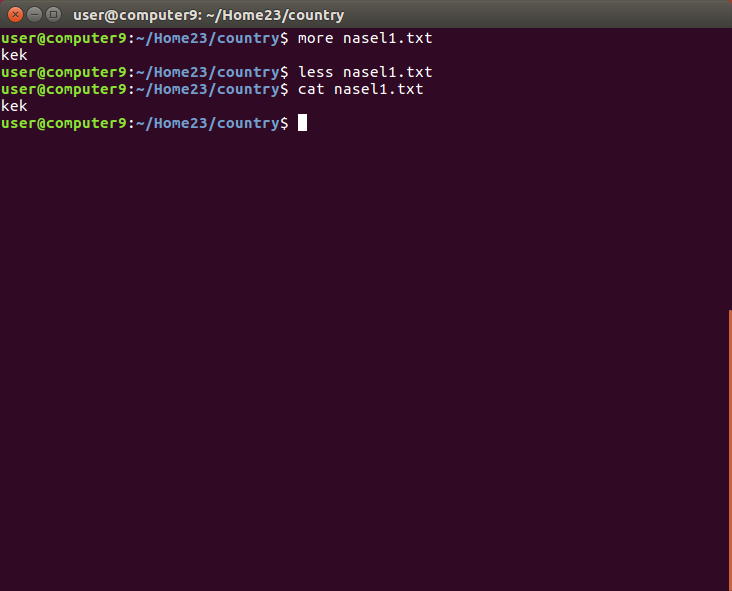 user@computer9: ~/Home23/country
user@computer9:~/Home23/country$ more nasel1.txt
kek
user@computer9:~/Home23/country$ less nasel1.txt
user@computer9:~/Home23/country$ cat nasel1.txt
kek
user@computer9:~/Home23/country$